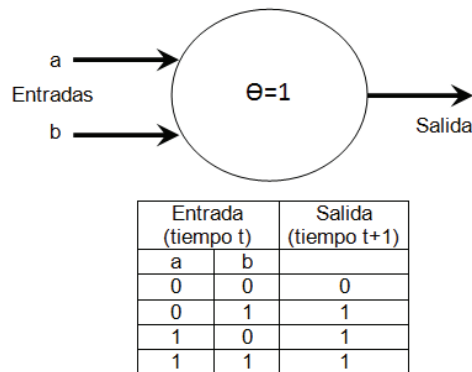 a
Entradas
b
Ɵ=1
Salida
Entrada Salida
(tiempo t) (tiempo t+1)
a b
0 0 0
0 1 1
1 0 1
1 1 1